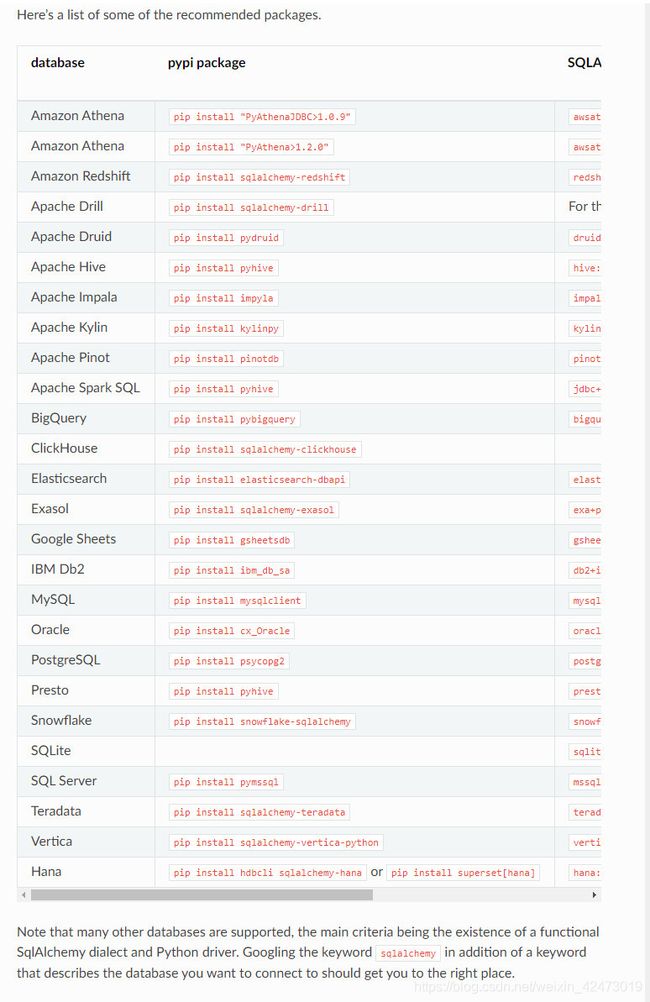 Here's a list of some of the recommended packages.
database pypi package SQLA
Amazon Athena pip install "PyAthenaJDBC>1.0.9" awsat
Amazon Athena pip install "PyAthena>1.2.0" awsat
Amazon Redshift pip install sqlalchemy-redshift redsh
Apache Drill pip install sqlalchemy-drill For th
Apache Druid pip install pydruid druid
Apache Hive pip install pyhive hive:
Apache Impala pip install impyla impal
Apache Kylin pip install kylinpy kylin
Apache Pinot pip install pinotdb pinot
Apache Spark SQL pip install pyhive jdbc+
BigQuery pip install pybigquery bigqu
ClickHouse pip install sqlalchemy-clickhouse
Elasticsearch pip install elasticsearch-dbapi elast
Exasol pip install sqlalchemy-exasol exa+p
Google Sheets pip install gsheetsdb gshee
IBM Db2 pip install ibm_db_sa db2+i
MySQL pip install mysqlclient mysql
Oracle pip install cx_Oracle oracl
PostgreSQL pip install psycopg2 postg
Presto pip install pyhive prest
Snowflake pip install snowflake-sqlalchemy snowf
SQLite sqlit
SQL Server pip install pymssql mssql
Teradata pip install sqlalchemy-teradata terad
Vertica pip install sqlalchemy-vertica-python verti
Hana pip install hdbcli sqlalchemy-hana or pip install superset[hana] hana:
Note that many other databases are supported, the main criteria being the existence of a functional
SqlAlchemy dialect and Python driver. Googling the keyword sqlalchemy in addition of a keyword
that describes the database you want to connect to should get you to the right place.
https://blog.csdn.net/weixin_42473019